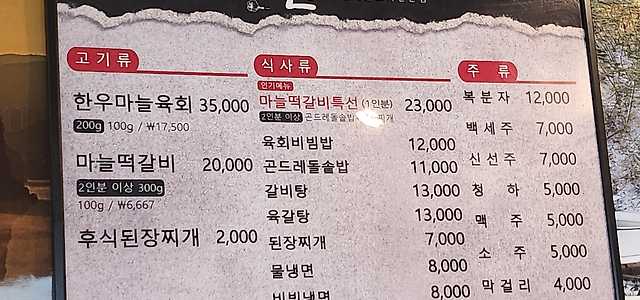 고기류
한우마늘육회 35,000
200g 100g / ₩17,500
마늘떡갈비 20,000
2인분 이상 300g
100g / ₩6,667
후식된장찌개 2,000
식사류
인기메뉴
마늘떡갈비특선 (1인분) 23,000
2인분 이상 곤드레돌솥밥
육회비빔밥 12,000
곤드레돌솥밥 11,000
갈비탕 13,000
육갈탕 13,000
된장찌개 7,000
물냉면 8,000
비빔냉면 8,000
주류
복분자 12,000
백세주 7,000
신선주 7,000
청하 5,000
맥주 5,000
소주 5,000
막걸리 4,000